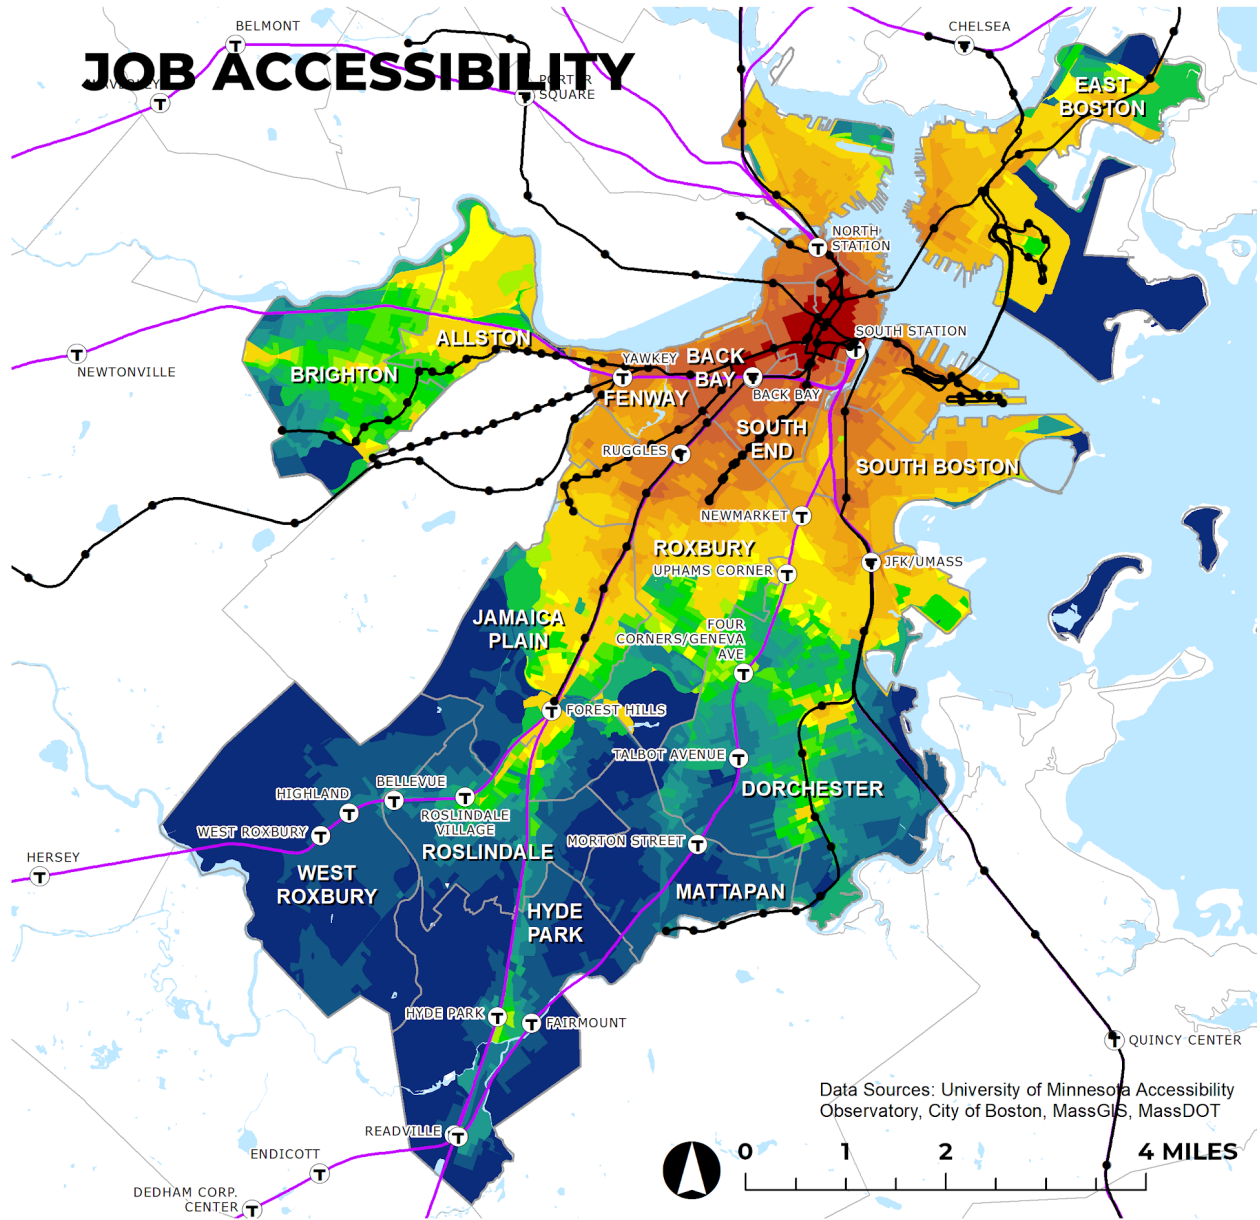 BELMONT
CHELSEA
JOB ACCESSIBILITY
WAVERLEY
PORTER
SQUARE
EAST
BOSTON
NORTH
STATION
SOUTH STATION
ALLSTON
YAWKEY
BACK
BAY
NEWTONVILLE
BRIGHTON
FENWAY
BACK BAY
SOUTH
END
RUGGLES
SOUTH BOSTON
NEWMARKET
ROXBURY
UPHAMS CORNER
JFK/UMASS
JAMAICA
PLAIN
FOUR
CORNERS/GENEVA
AVE
FOREST HILLS
TALBOT AVENUE
BELLEVUE
HIGHLAND
DORCHESTER
ROSLINDALE
VILLAGE
WEST ROXBURY
MORTON STREET
ROSLINDALE
HERSEY
WEST
ROXBURY
MATTAPAN
HYDE
PARK
HYDE PARK
FAIRMOUNT
QUINCY CENTER
Data Sources: University of Minnesota Accessibility
Observatory, City of Boston, MassGIS, MassDOT
READVILLE
ENDICOTT
0 1 2 4 MILES
DEDHAM CORP.
CENTER